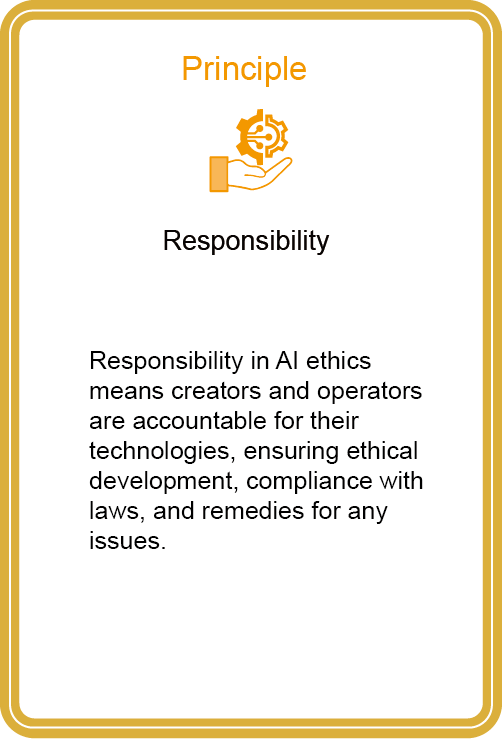 Principle
Responsibility
Responsibility in AI ethics
means creators and operators
are accountable for their
technologies, ensuring ethical
development, compliance with
laws, and remedies for any
issues.